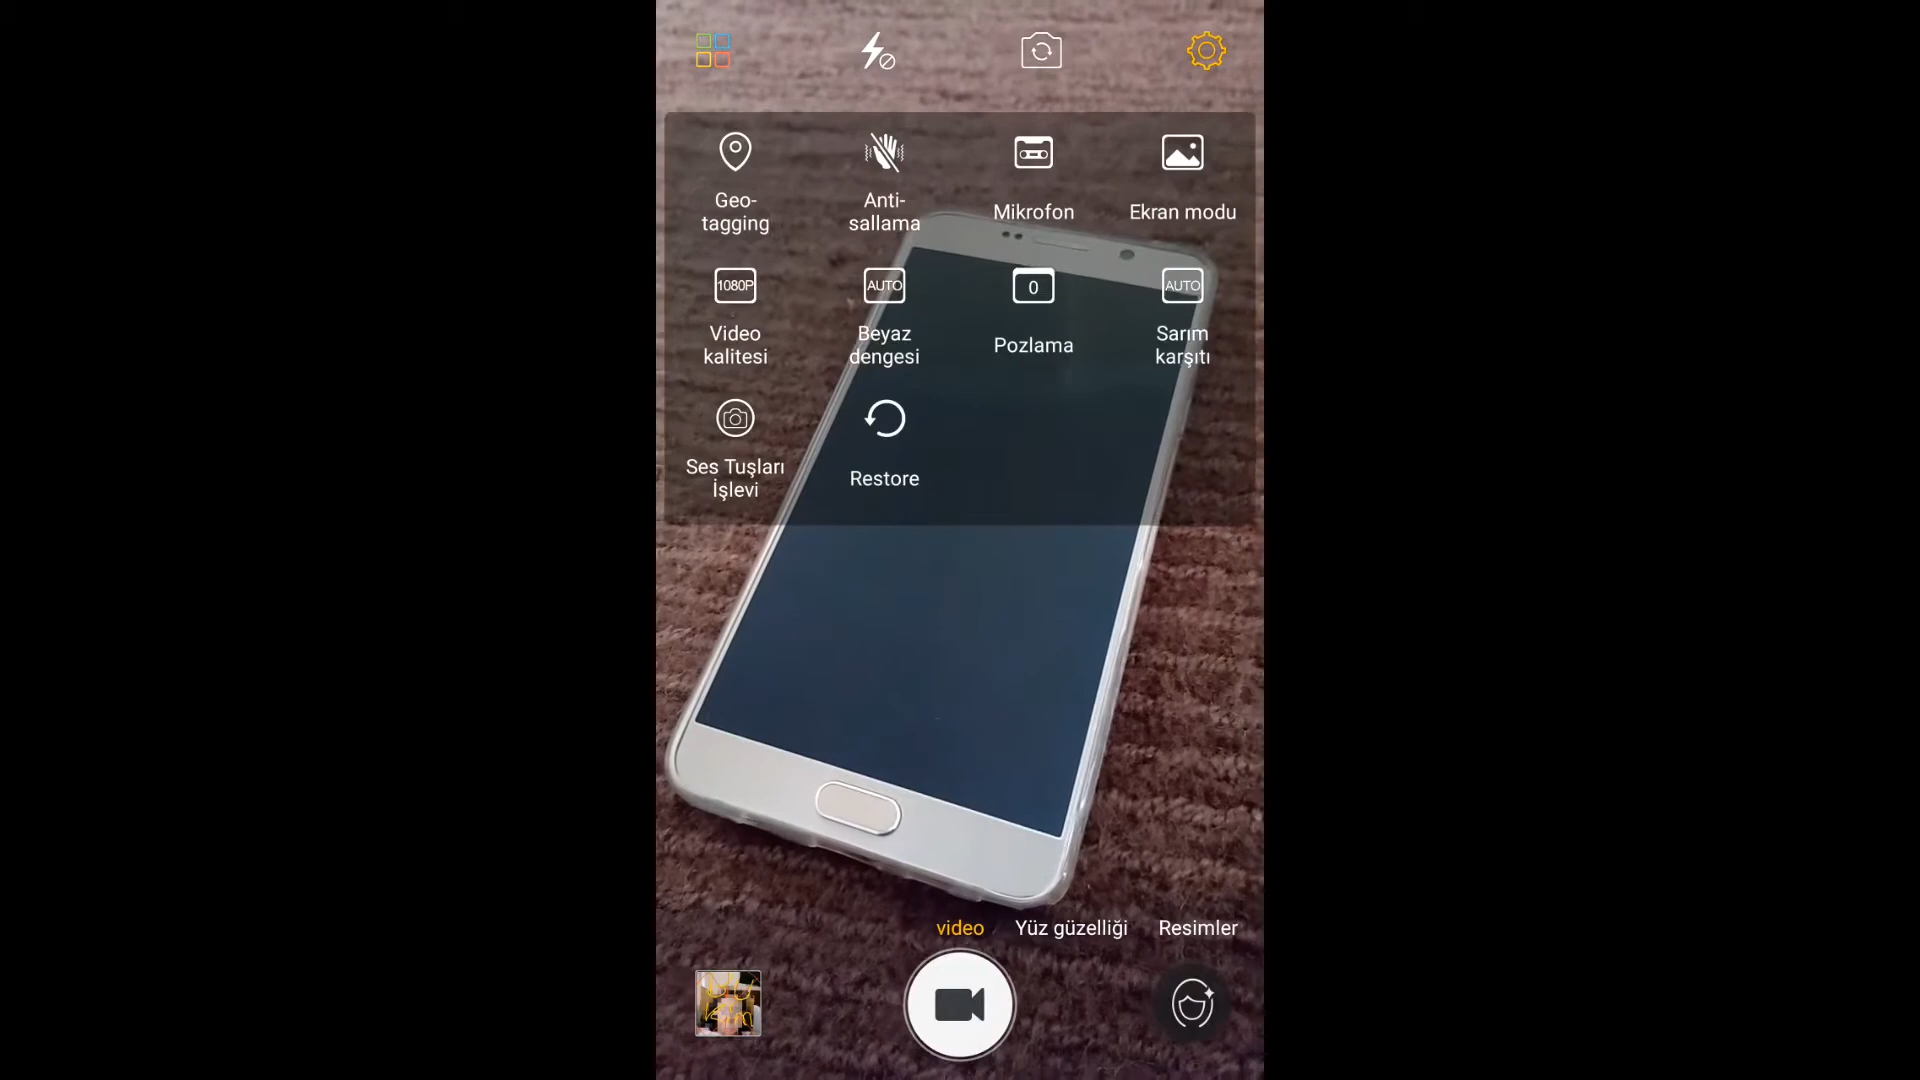 Geo-
tagging
Anti-
sallama
Mikrofon
Ekran modu
1080P
Video
kalitesi
AUTO
Beyaz
dengesi
0
Pozlama
AUTO
Sarım
karşıtı
Ses Tuşları
İşlevi
Restore
video
Yüz güzelliği
Resimler